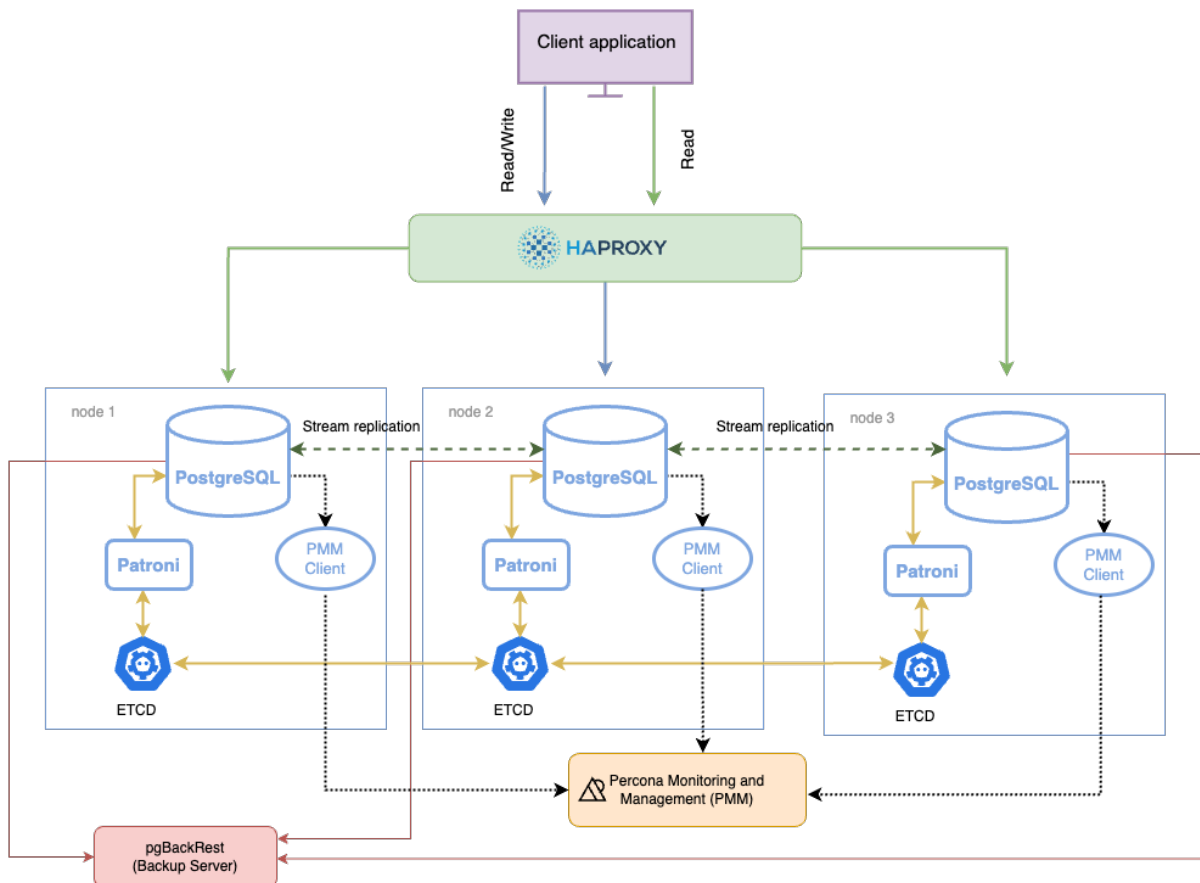 Client application
Read/Write
Read
HAPROXY
node 1
node 2
node 3
Stream replication
Stream replication
PostgreSQL
PostgreSQL
PostgreSQL
Patroni
PMM
Client
Patroni
PMM
Client
Patroni
PMM
Client
ETCD
ETCD
ETCD
Percona Monitoring and
Management (PMM)
pgBackRest
(Backup Server)